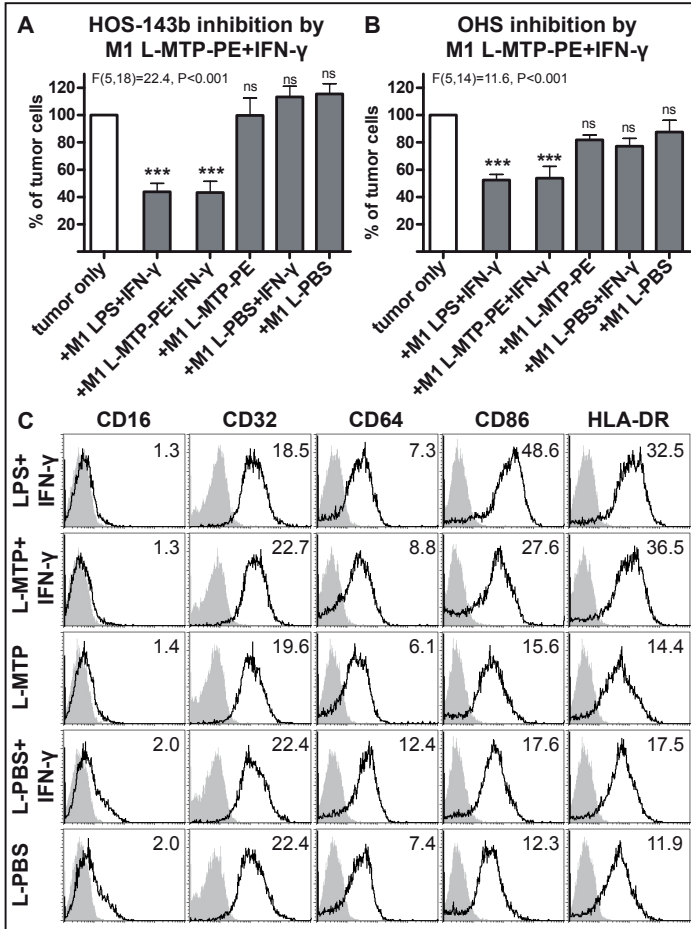 A
HOS-143b inhibition by
M1 L-MTP-PE+IFN-γ
F(5,18)=22.4, P<0.001
% of tumor cells
120
100
80
60
40
20
***
***
ns
ns
ns
tumor only
+M1 LPS+IFN-γ
+M1 L-MTP-PE+IFN-γ
+M1 L-MTP-PE
+M1 L-PBS+IFN-γ
+M1 L-PBS
B
OHS inhibition by
M1 L-MTP-PE+IFN-γ
F(5,14)=11.6, P<0.001
% of tumor cells
120
100
80
60
40
20
***
***
ns
ns
ns
tumor only
+M1 LPS+IFN-γ
+M1 L-MTP-PE+IFN-γ
+M1 L-MTP-PE
+M1 L-PBS+IFN-γ
+M1 L-PBS
C
CD16 CD32 CD64 CD86 HLA-DR
LPS+
IFN-γ
1.3 18.5 7.3 48.6 32.5
L-MTP+
IFN-γ
1.3 22.7 8.8 27.6 36.5
L-MTP
1.4 19.6 6.1 15.6 14.4
L-PBS+
IFN-γ
2.0 22.4 12.4 17.6 17.5
L-PBS
2.0 22.4 7.4 12.3 11.9